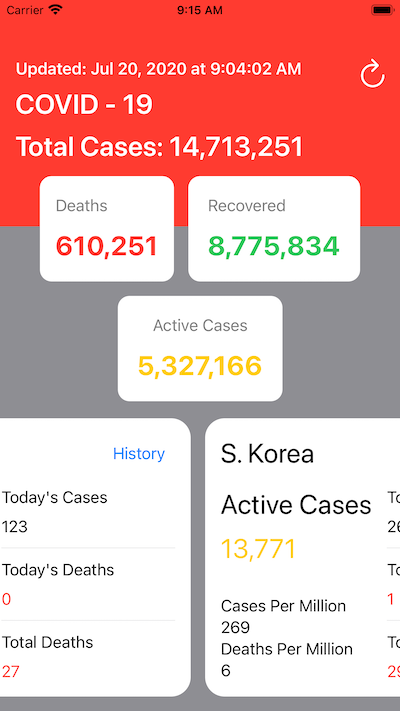 Carrier 9:15 AM
Updated: Jul 20, 2020 at 9:04:02 AM
COVID - 19
Total Cases: 14,713,251
Deaths
610,251
Recovered
8,775,834
Active Cases
5,327,166
History
Today's Cases
123
Today's Deaths
0
Total Deaths
27
S. Korea
Active Cases
13,771
Cases Per Million
269
Deaths Per Million
6
To
26
To
1
To
29